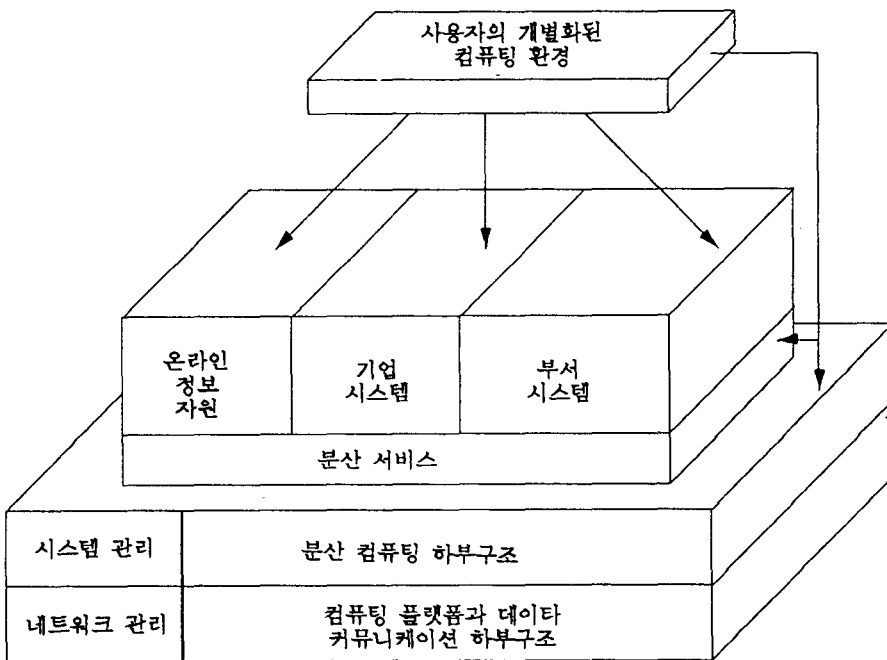 사용자의 개별화된
컴퓨팅 환경
온라인
정보
자원
기업
시스템
부서
시스템
분산 서비스
시스템 관리
분산 컴퓨팅 하부구조
네트워크 관리
컴퓨팅 플랫폼과 데이타
커뮤니케이션 하부구조